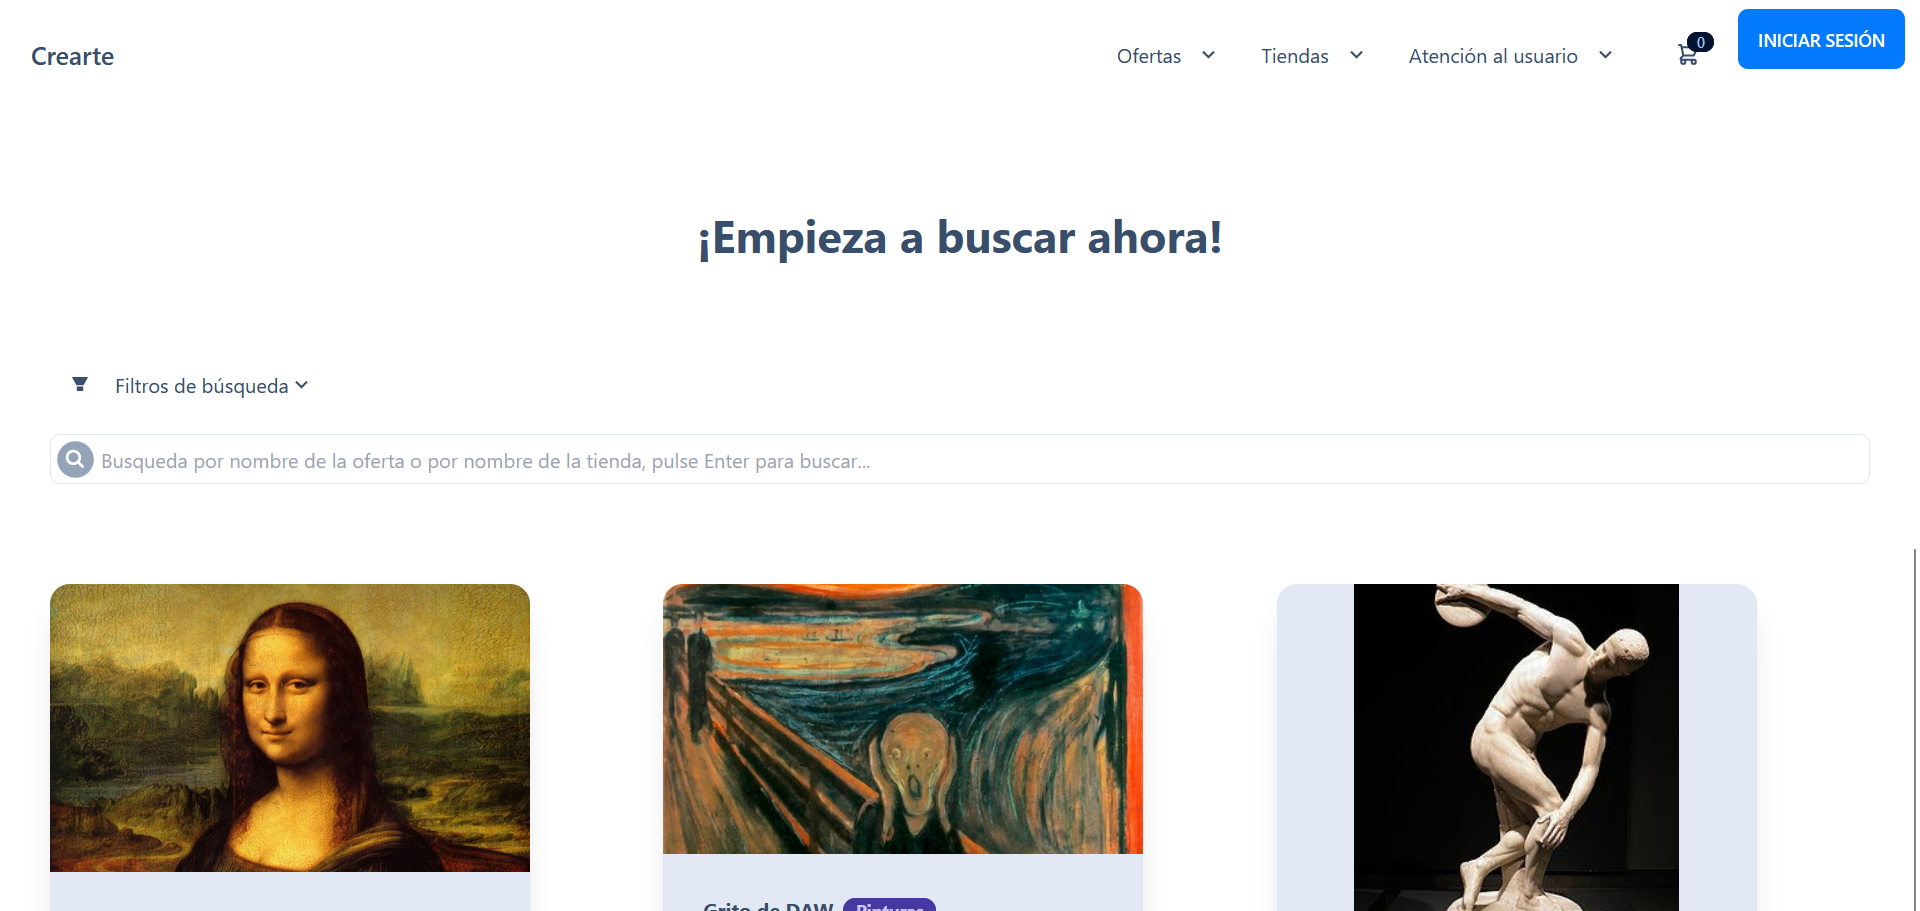 Crearte
Ofertas
Tiendas
Atención al usuario
0
INICIAR SESIÓN
¡Empieza a buscar ahora!
Filtros de búsqueda
Busqueda por nombre de la oferta o por nombre de la tienda, pulse Enter para buscar...
Grito de DAW Pinturas